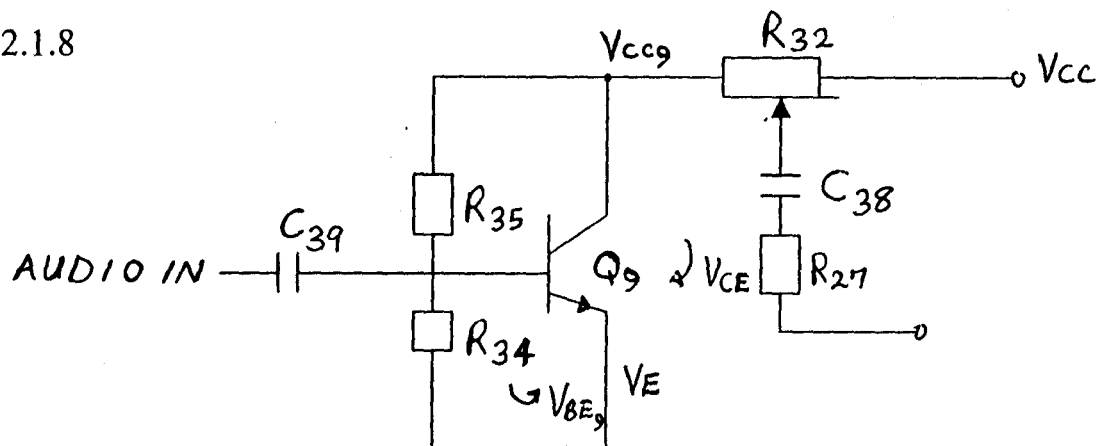 2.1.8
Vcc9
R32
Vcc
R35
C38
C39
AUDIO IN
Q9
VCE
R27
R34
VBE9
VE